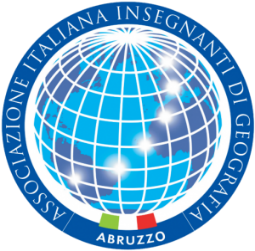 ASSOCIAZIONE ITALIANA INSEGNANTI DI GEOGRAFIA
ABRUZZO